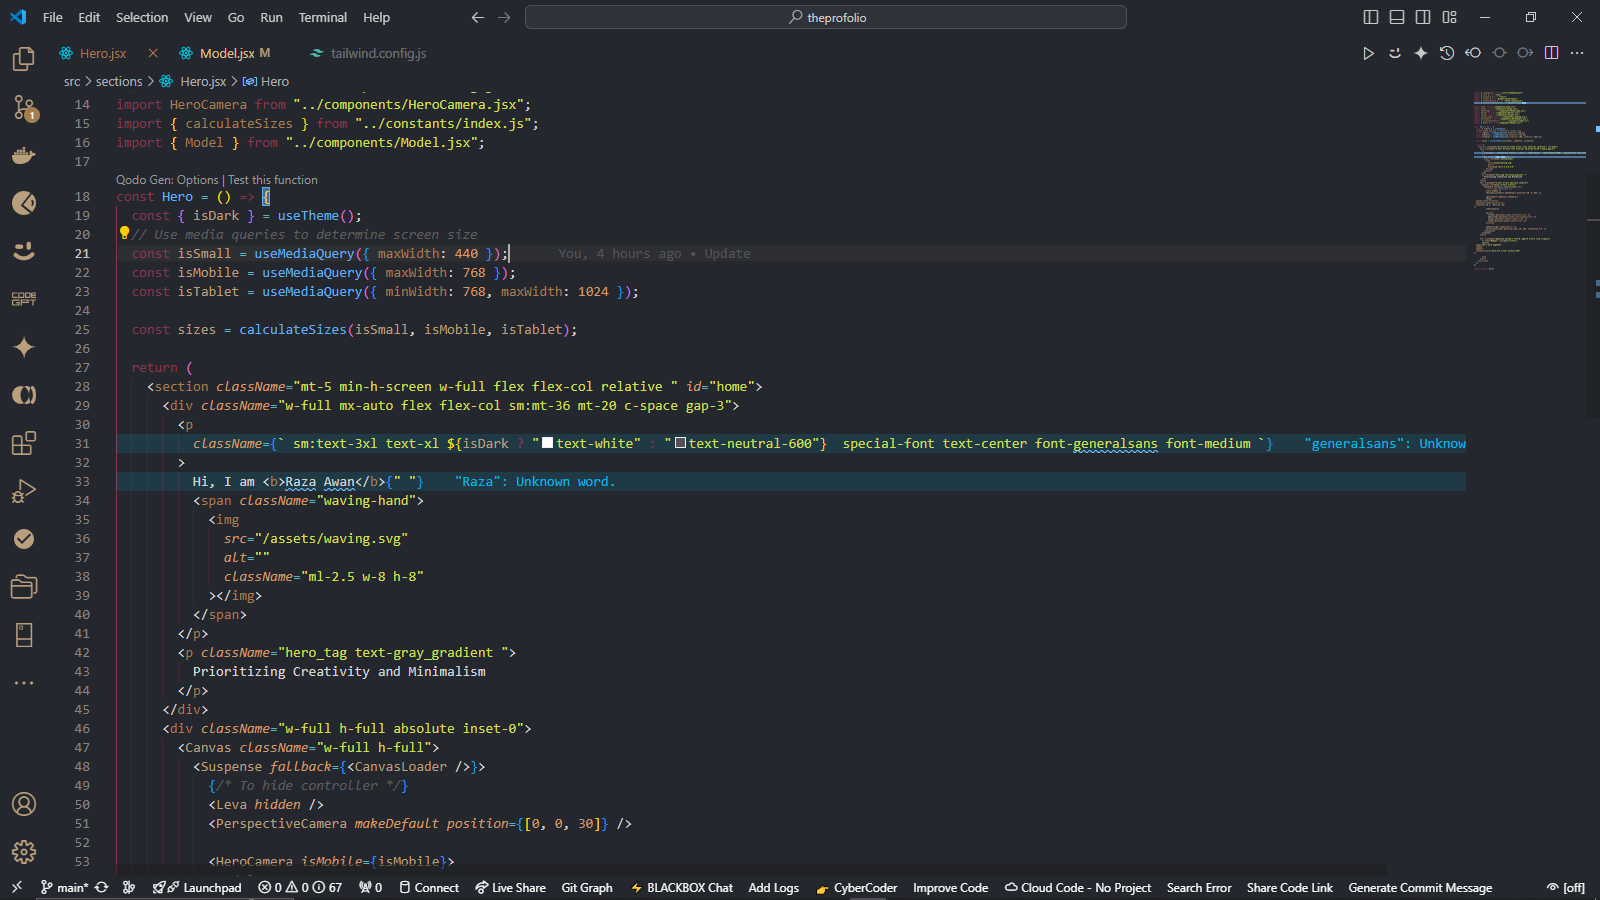 File Edit Selection View Go Run Terminal Help
theprofolio
Hero.jsx
Model.jsx M
tailwind.config.js
src > sections > Hero.jsx > Hero
14 import HeroCamera from "../components/HeroCamera.jsx";
15 import { calculateSizes } from "../constants/index.js";
16 import { Model } from "../components/Model.jsx";
17
Qodo Gen: Options | Test this function
18 const Hero = () => {
19 const { isDark } = useTheme();
20 // Use media queries to determine screen size
21 const isSmall = useMediaQuery({ maxWidth: 440 }); You, 4 hours ago • Update
22 const isMobile = useMediaQuery({ maxWidth: 768 });
23 const isTablet = useMediaQuery({ minWidth: 768, maxWidth: 1024 });
24
25 const sizes = calculateSizes(isSmall, isMobile, isTablet);
26
27 return (
28 <section className="mt-5 min-h-screen w-full flex flex-col relative " id="home">
29 <div className="w-full mx-auto flex flex-col sm:mt-36 mt-20 c-space gap-3">
30 <p
31 className={` sm:text-3xl text-xl ${isDark ? "text-white" : "text-neutral-600"}  special-font text-center font-generalsans font-medium `} "generalsans": Unknow
32 >
33 Hi, I am <b>Raza Awan</b>{" "} "Raza": Unknown word.
34 <span className="waving-hand">
35 <img
36 src="/assets/waving.svg"
37 alt=""
38 className="ml-2.5 w-8 h-8"
39 ></img>
40 </span>
41 </p>
42 <p className="hero_tag text-gray_gradient ">
43 Prioritizing Creativity and Minimalism
44 </p>
45 </div>
46 <div className="w-full h-full absolute inset-0">
47 <Canvas className="w-full h-full">
48 <Suspense fallback={<CanvasLoader />}>
49 {/* To hide controller */}
50 <Leva hidden />
51 <PerspectiveCamera makeDefault position={[0, 0, 30]} />
52
53 <HeroCamera isMobile={isMobile}>
CODE
GPT
1
main* Launchpad 0 0 67 0 Connect Live Share Git Graph BLACKBOX Chat Add Logs CyberCoder Improve Code Cloud Code - No Project Search Error Share Code Link Generate Commit Message [off]